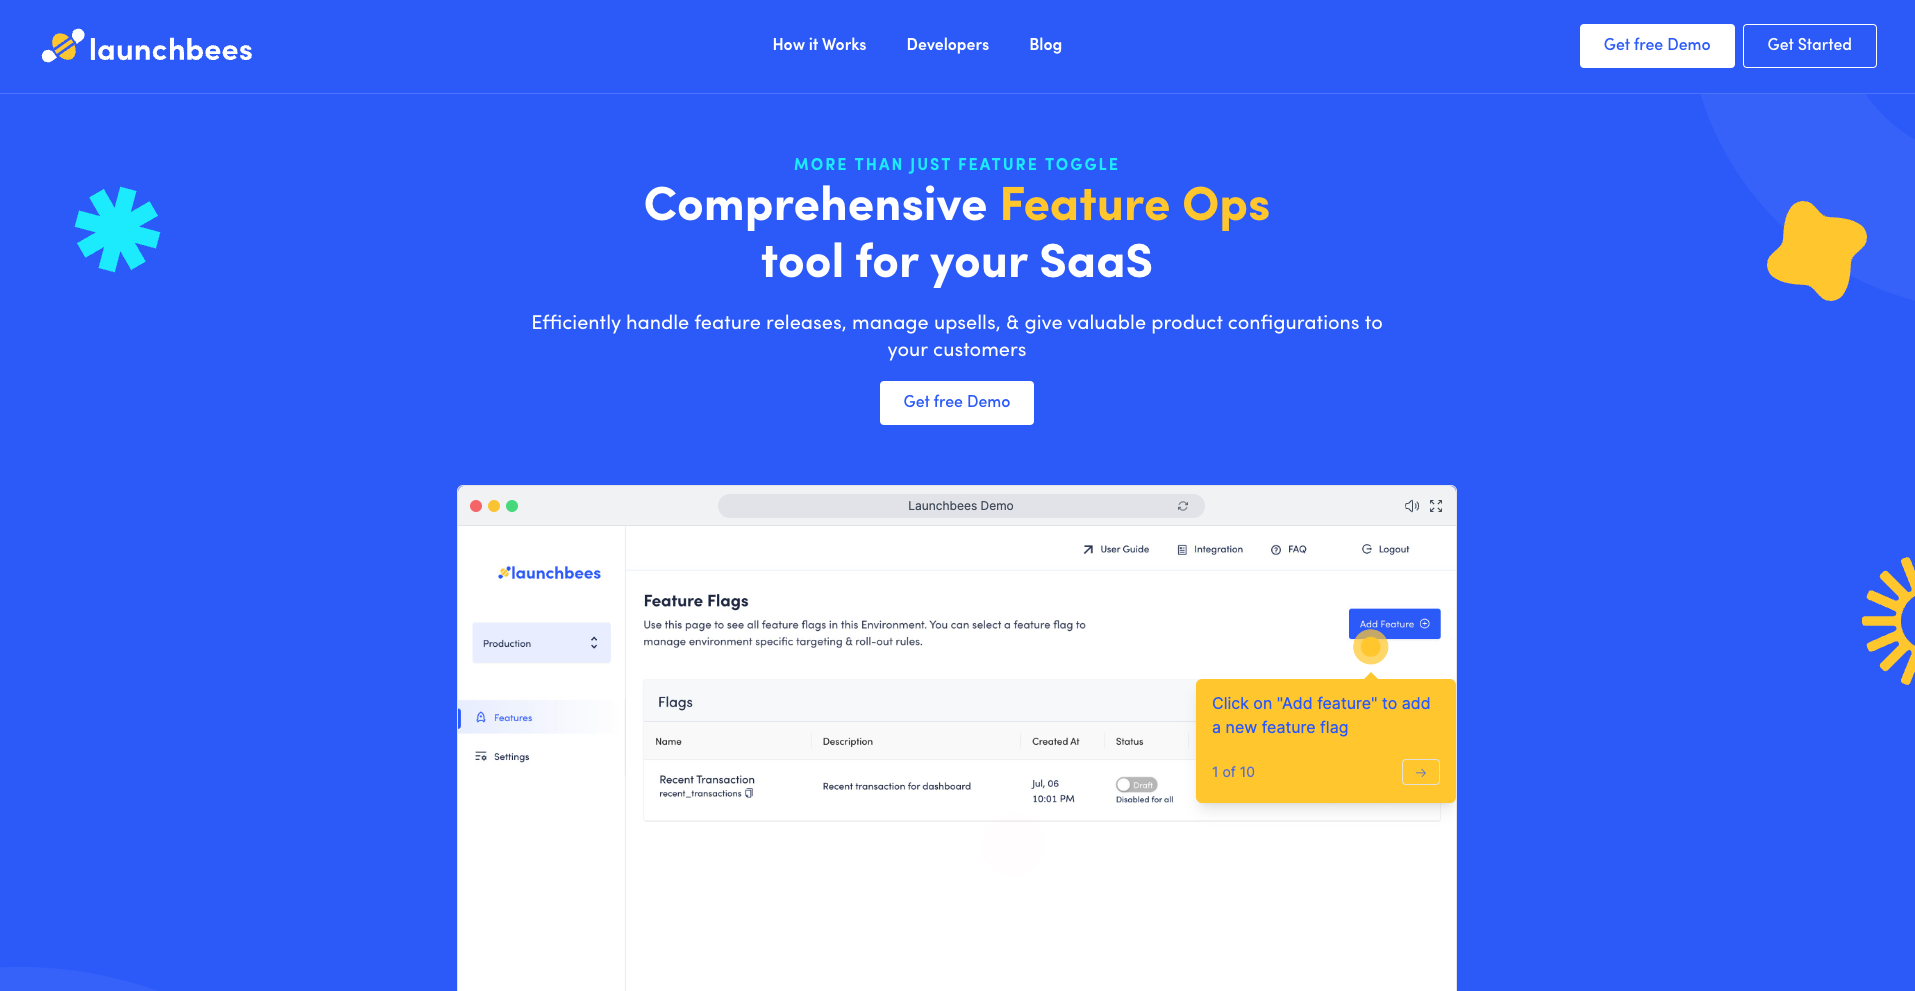 launchbees
How it Works
Developers
Blog
Get free Demo
Get Started
MORE THAN JUST FEATURE TOGGLE
Comprehensive Feature Ops
tool for your SaaS
Efficiently handle feature releases, manage upsells, & give valuable product configurations to
your customers
Get free Demo
Launchbees Demo
User Guide
Integration
FAQ
Logout
launchbees
Production
Features
Settings
Feature Flags
Use this page to see all feature flags in this Environment. You can select a feature flag to
manage environment specific targeting & roll-out rules.
Add Feature
Flags
Name
Description
Created At
Status
Recent Transaction
recent_transactions
Recent transaction for dashboard
Jul, 06
10:01 PM
Draft
Disabled for all
Click on "Add feature" to add
a new feature flag
1 of 10